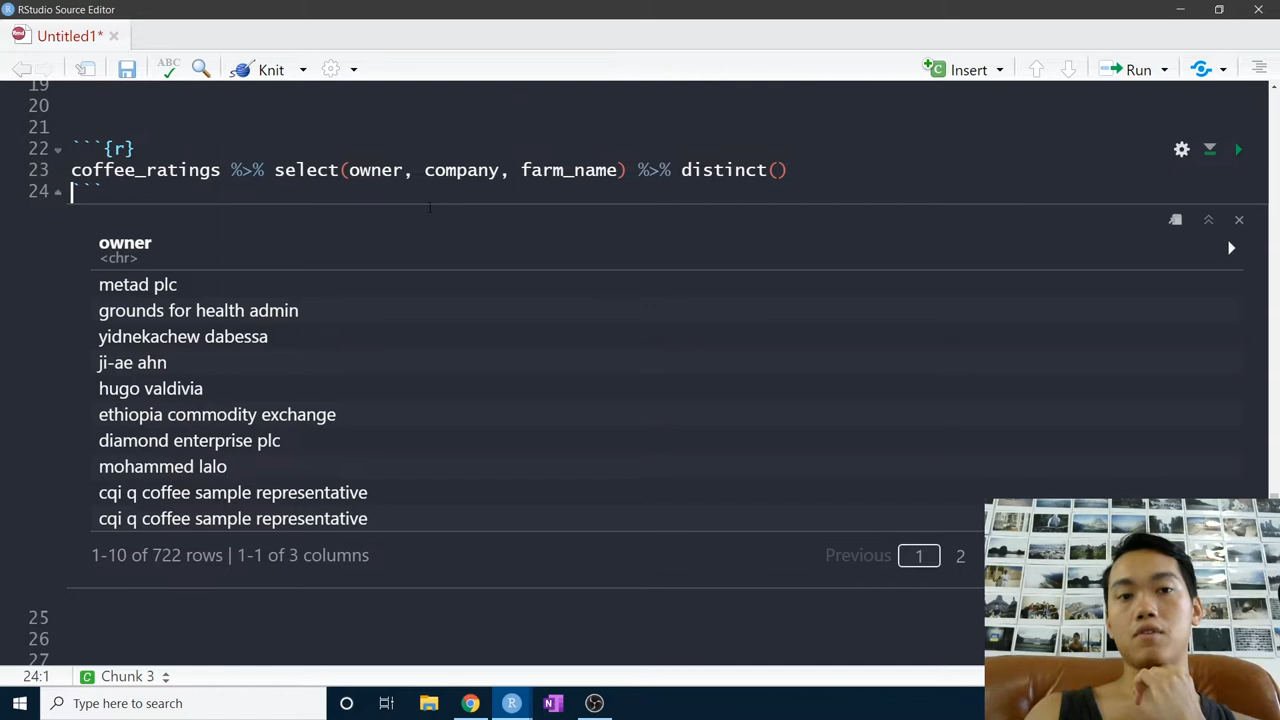 RStudio Source Editor
Untitled1*
ABC
Knit
Insert
Run
19
20
21
22 ```{r}
23 coffee_ratings %>% select(owner, company, farm_name) %>% distinct()
24 ```
owner
<chr>
metad plc
grounds for health admin
yidnekachew dabessa
ji-ae ahn
hugo valdivia
ethiopia commodity exchange
diamond enterprise plc
mohammed lalo
cqi q coffee sample representative
cqi q coffee sample representative
1-10 of 722 rows | 1-1 of 3 columns
Previous 1 2
25
26
27
24:1 C Chunk 3
Type here to search